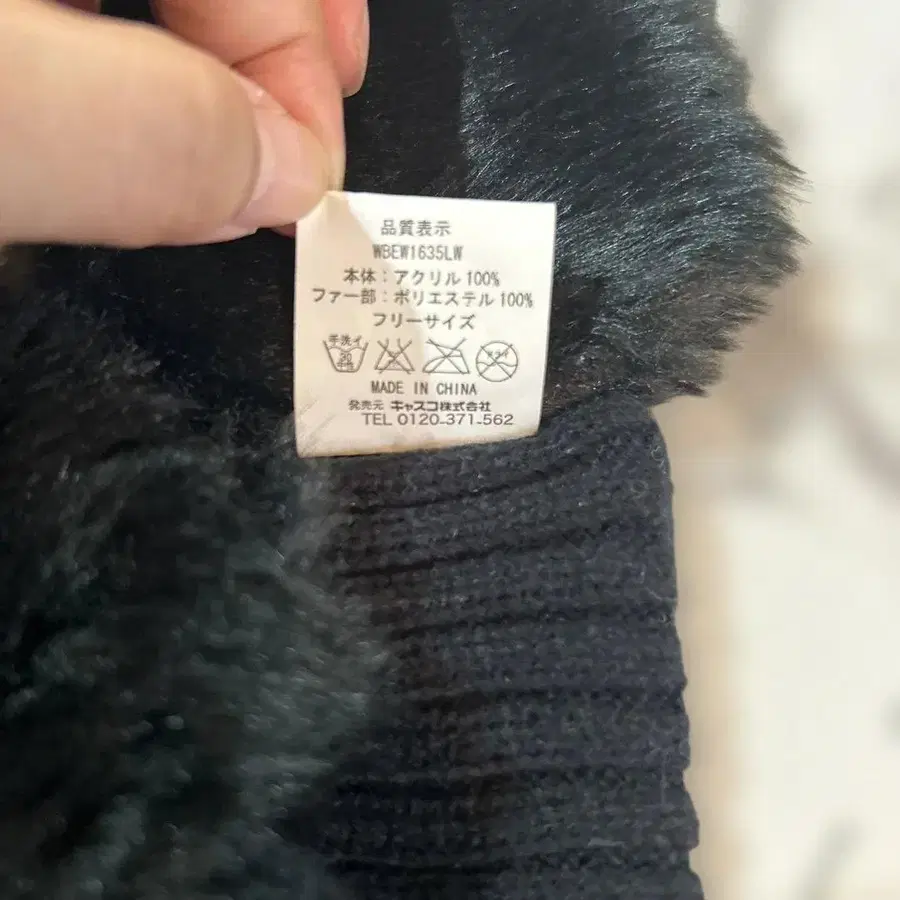 品質表示
WBEW1635LW
本体：アクリル100%
ファー部：ポリエステル100%
フリーサイズ
手洗イ
30
MADE IN CHINA
発売元 キャスコ株式会社
TEL 0120-371-562